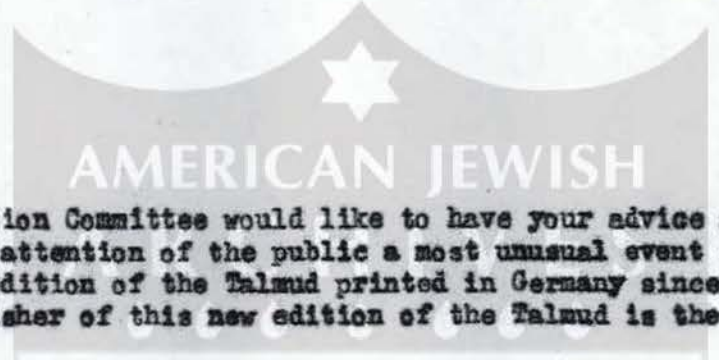 AMERICAN JEWISH
ion Committee would like to have your advice
attention of the public a most unusual event
dition of the Talmud printed in Germany since
sher of this new edition of the Talmud is the